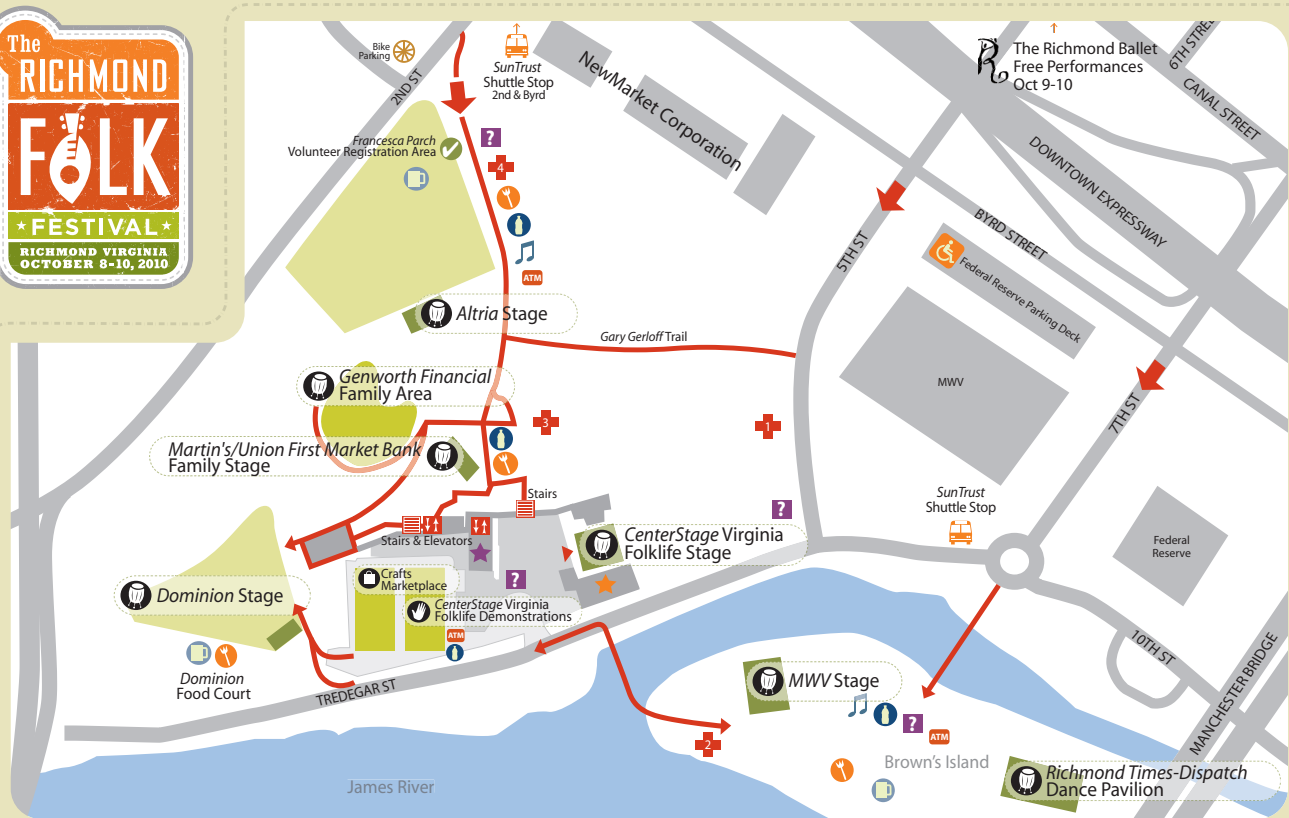 The
RICHMOND
FOLK
FESTIVAL
RICHMOND VIRGINIA
OCTOBER 8-10, 2010
Bike
Parking
2ND ST
SunTrust
Shuttle Stop
2nd & Byrd
NewMarket Corporation
R
The Richmond Ballet
Free Performances
Oct 9-10
6TH STREET
CANAL STREET
DOWNTOWN EXPRESSWAY
BYRD STREET
5TH ST
Federal Reserve Parking Deck
Francesca Parch
Volunteer Registration Area
?
4
ATM
Altria Stage
Gary Gerloff Trail
MWV
7TH ST
Genworth Financial
Family Area
3
1
Martin's/Union First Market Bank
Family Stage
Stairs
?
SunTrust
Shuttle Stop
Federal
Reserve
Stairs & Elevators
CenterStage Virginia
Folklife Stage
Crafts
Marketplace
?
Dominion Stage
CenterStage Virginia
Folklife Demonstrations
ATM
Dominion
Food Court
TREDEGAR ST
10TH ST
MANCHESTER BRIDGE
MWV Stage
?
ATM
2
Brown's Island
Richmond Times-Dispatch
Dance Pavilion
James River